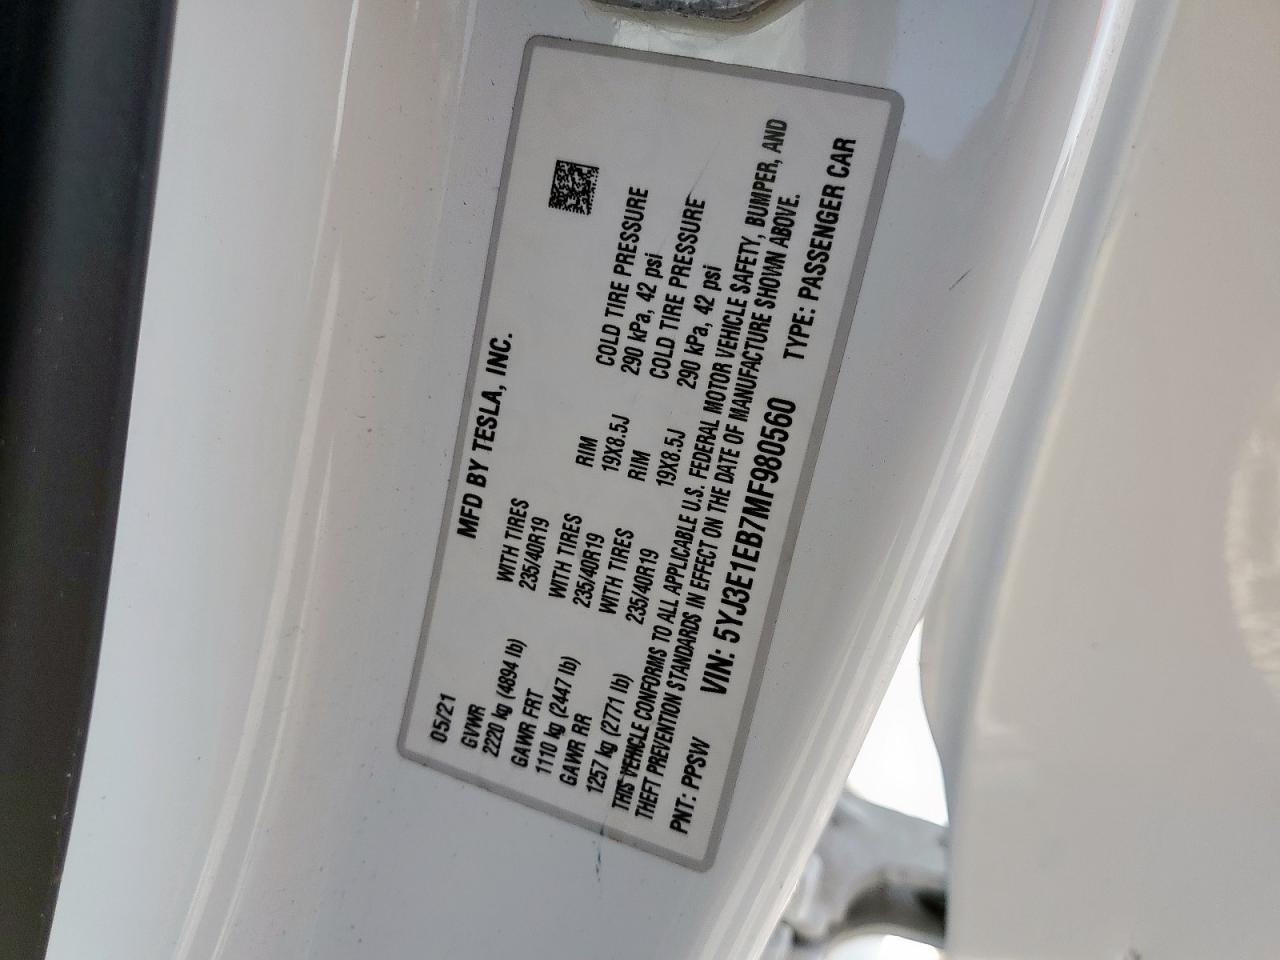 MFD BY TESLA, INC.
05/21
GVWR
2220 kg (4894 lb)
GAWR FRT
1110 kg (2447 lb)
GAWR RR
1257 kg (2771 lb)
WITH TIRES
235/40R19
WITH TIRES
235/40R19
WITH TIRES
235/40R19
RIM
19X8.5J
RIM
19X8.5J
COLD TIRE PRESSURE
290 kPa, 42 psi
COLD TIRE PRESSURE
290 kPa, 42 psi
THIS VEHICLE CONFORMS TO ALL APPLICABLE U.S. FEDERAL MOTOR VEHICLE SAFETY, BUMPER, AND
THEFT PREVENTION STANDARDS IN EFFECT ON THE DATE OF MANUFACTURE SHOWN ABOVE.
PNT: PPSW VIN: 5YJ3E1EB7MF980560 TYPE: PASSENGER CAR